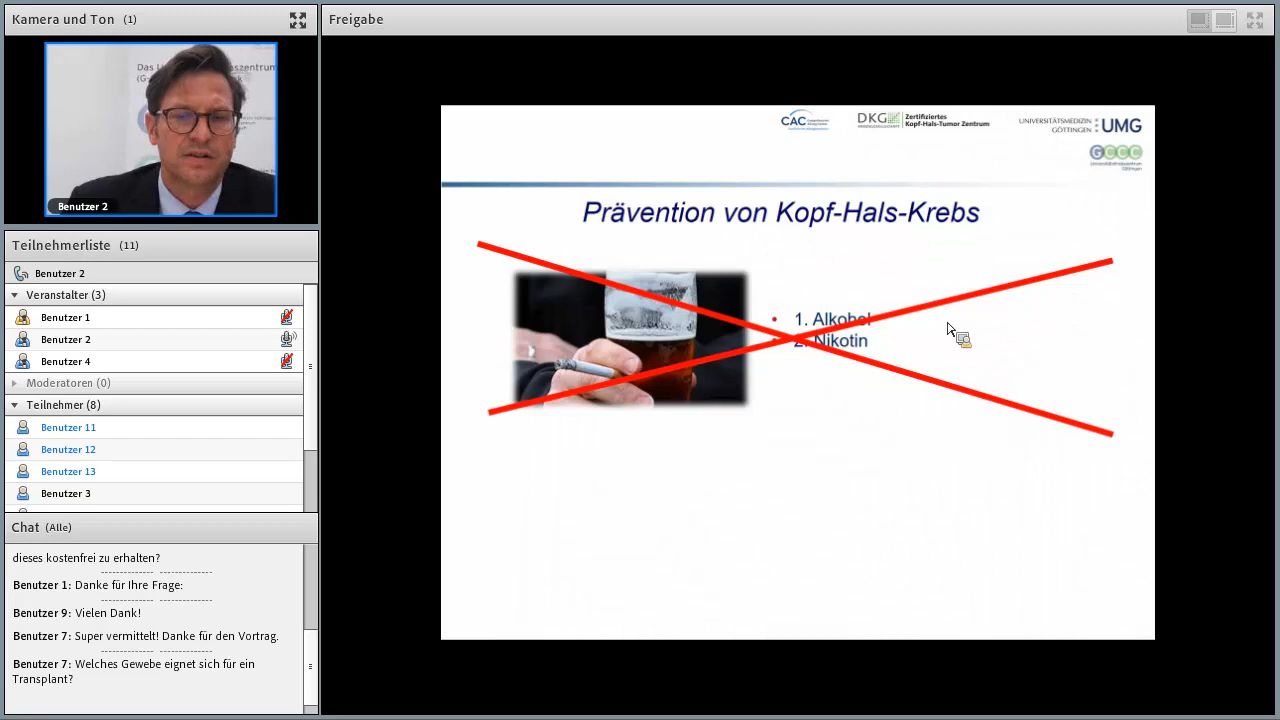 Kamera und Ton (1)
Das U
(G-
Benutzer 2
Teilnehmerliste (11)
Benutzer 2
Veranstalter (3)
Benutzer 1
Benutzer 2
Benutzer 4
Moderatoren (0)
Teilnehmer (8)
Benutzer 11
Benutzer 12
Benutzer 13
Benutzer 3
Chat (Alle)
dieses kostenfrei zu erhalten?
-------------- --------------
Benutzer 1: Danke für Ihre Frage:
-------------- --------------
Benutzer 9: Vielen Dank!
Benutzer 7: Super vermittelt! Danke für den Vortrag.
-------------- --------------
Benutzer 7: Welches Gewebe eignet sich für ein
Transplant?
Freigabe
CAC
DKG
Zertifiziertes
Kopf-Hals-Tumor Zentrum
UNIVERSITÄTSMEDIZIN
GÖTTINGEN
UMG
GCCC
Prävention von Kopf-Hals-Krebs
• 1. Alkohol
• 2. Nikotin